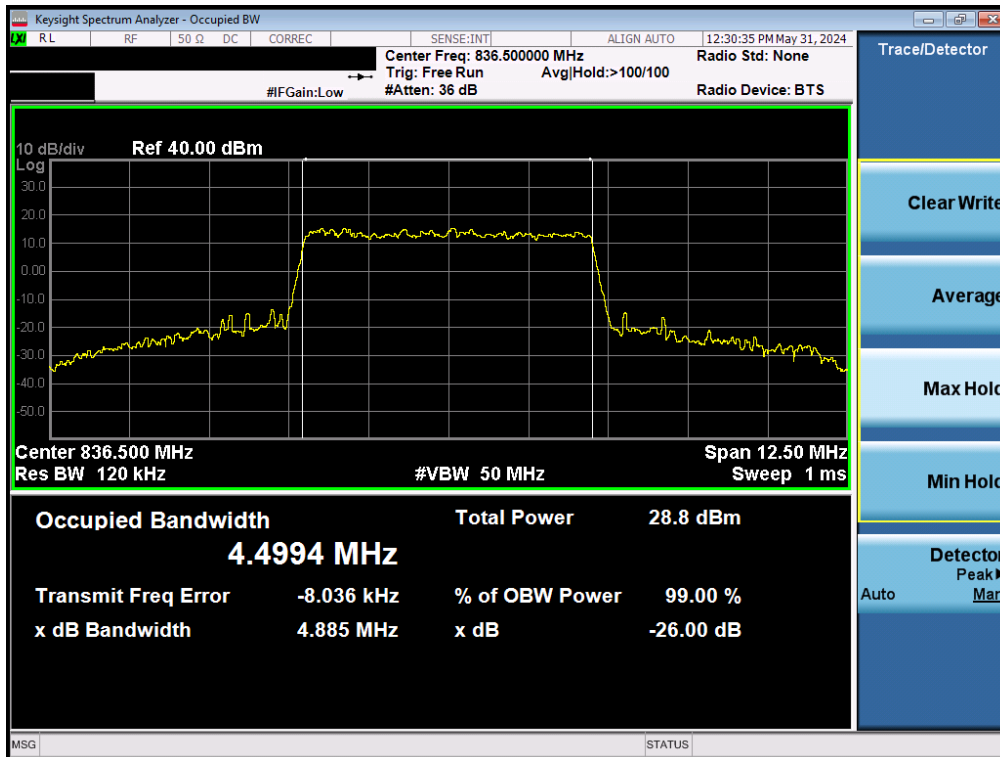 Keysight Spectrum Analyzer - Occupied BW
LXI RL RF 50 Ω DC CORREC SENSE:INT ALIGN AUTO 12:30:35 PM May 31, 2024
Center Freq: 836.500000 MHz Radio Std: None
Trig: Free Run Avg|Hold:>100/100
#IFGain:Low #Atten: 36 dB Radio Device: BTS
Trace/Detector
10 dB/div Ref 40.00 dBm
Log
30.0
20.0
10.0
0.00
-10.0
-20.0
-30.0
-40.0
-50.0
Center 836.500 MHz Span 12.50 MHz
Res BW 120 kHz #VBW 50 MHz Sweep 1 ms
Occupied Bandwidth Total Power 28.8 dBm
4.4994 MHz
Transmit Freq Error -8.036 kHz % of OBW Power 99.00 %
x dB Bandwidth 4.885 MHz x dB -26.00 dB
Clear Write
Average
Max Hold
Min Hold
Detector
Peak
Auto Man
MSG STATUS